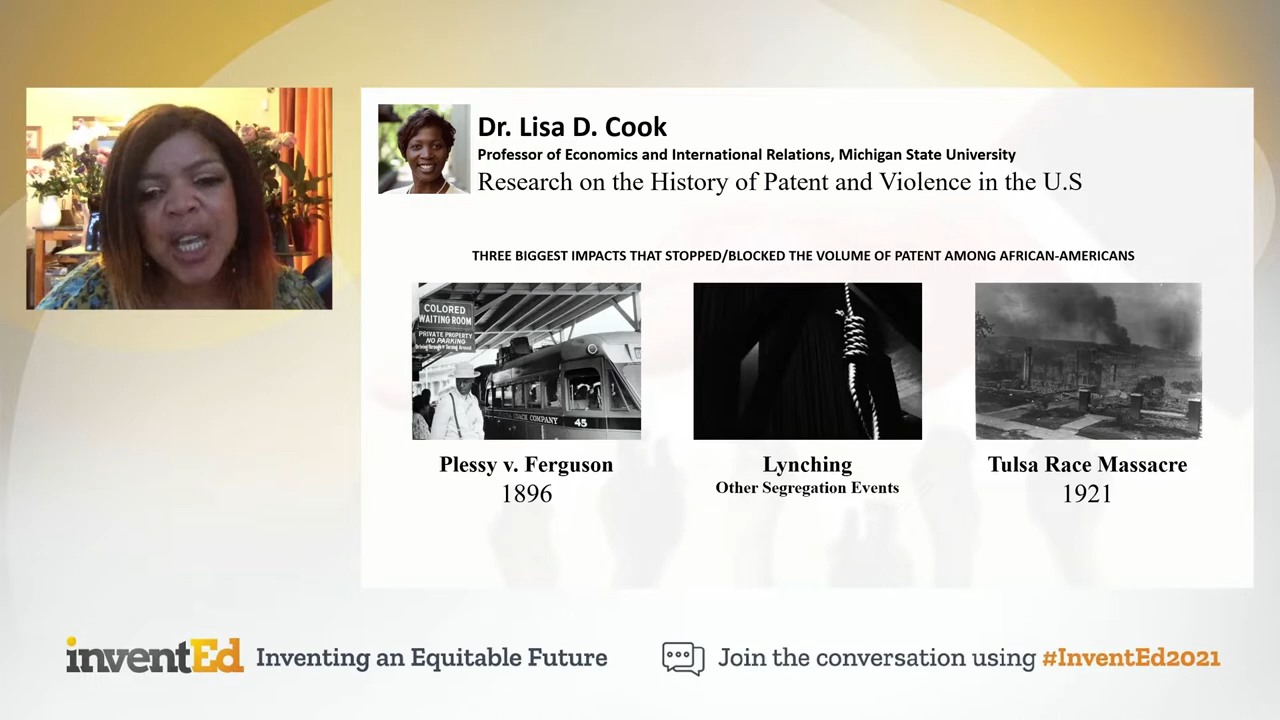 Dr. Lisa D. Cook
Professor of Economics and International Relations, Michigan State University
Research on the History of Patent and Violence in the U.S
THREE BIGGEST IMPACTS THAT STOPPED/BLOCKED THE VOLUME OF PATENT AMONG AFRICAN-AMERICANS
COLORED
WAITING ROOM
PRIVATE PROPERTY
NO PARKING
COACH COMPANY
45
Plessy v. Ferguson
1896
Lynching
Other Segregation Events
Tulsa Race Massacre
1921
inventEd Inventing an Equitable Future
Join the conversation using #InventEd2021